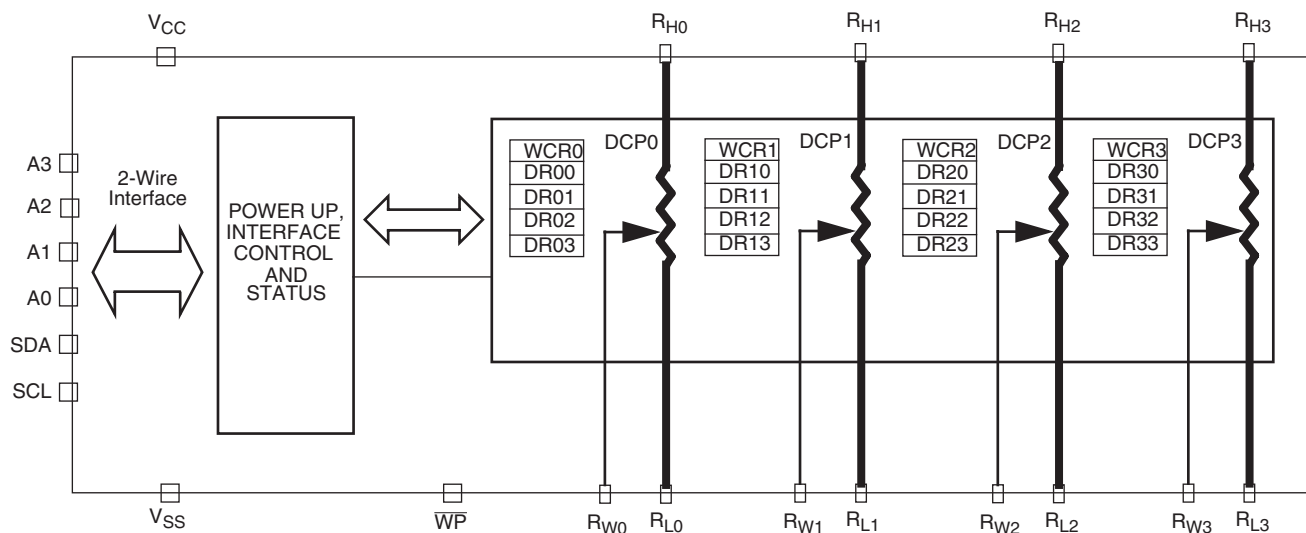 VCC RH0 RH1 RH2 RH3
A3
A2
A1
A0
SDA
SCL
2-Wire
Interface
POWER UP,
INTERFACE
CONTROL
AND
STATUS
DCP0
WCR0
DR00
DR01
DR02
DR03
DCP1
WCR1
DR10
DR11
DR12
DR13
DCP2
WCR2
DR20
DR21
DR22
DR23
DCP3
WCR3
DR30
DR31
DR32
DR33
VSS WP RW0 RL0 RW1 RL1 RW2 RL2 RW3 RL3